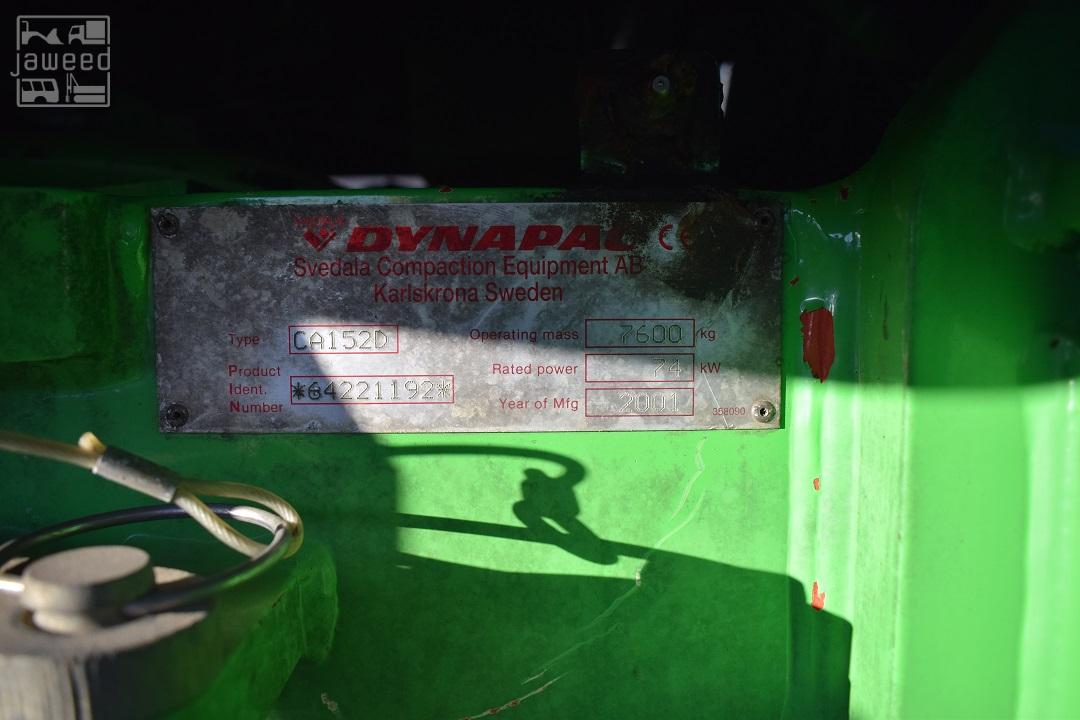 jaweed
DYNAPAC CE
Svedala Compaction Equipment AB
Karlskrona Sweden
Type CA152D
Operating mass 7600 kg
Product Ident. Number *64221192*
Rated power 74 kW
Year of Mfg 2001
358090